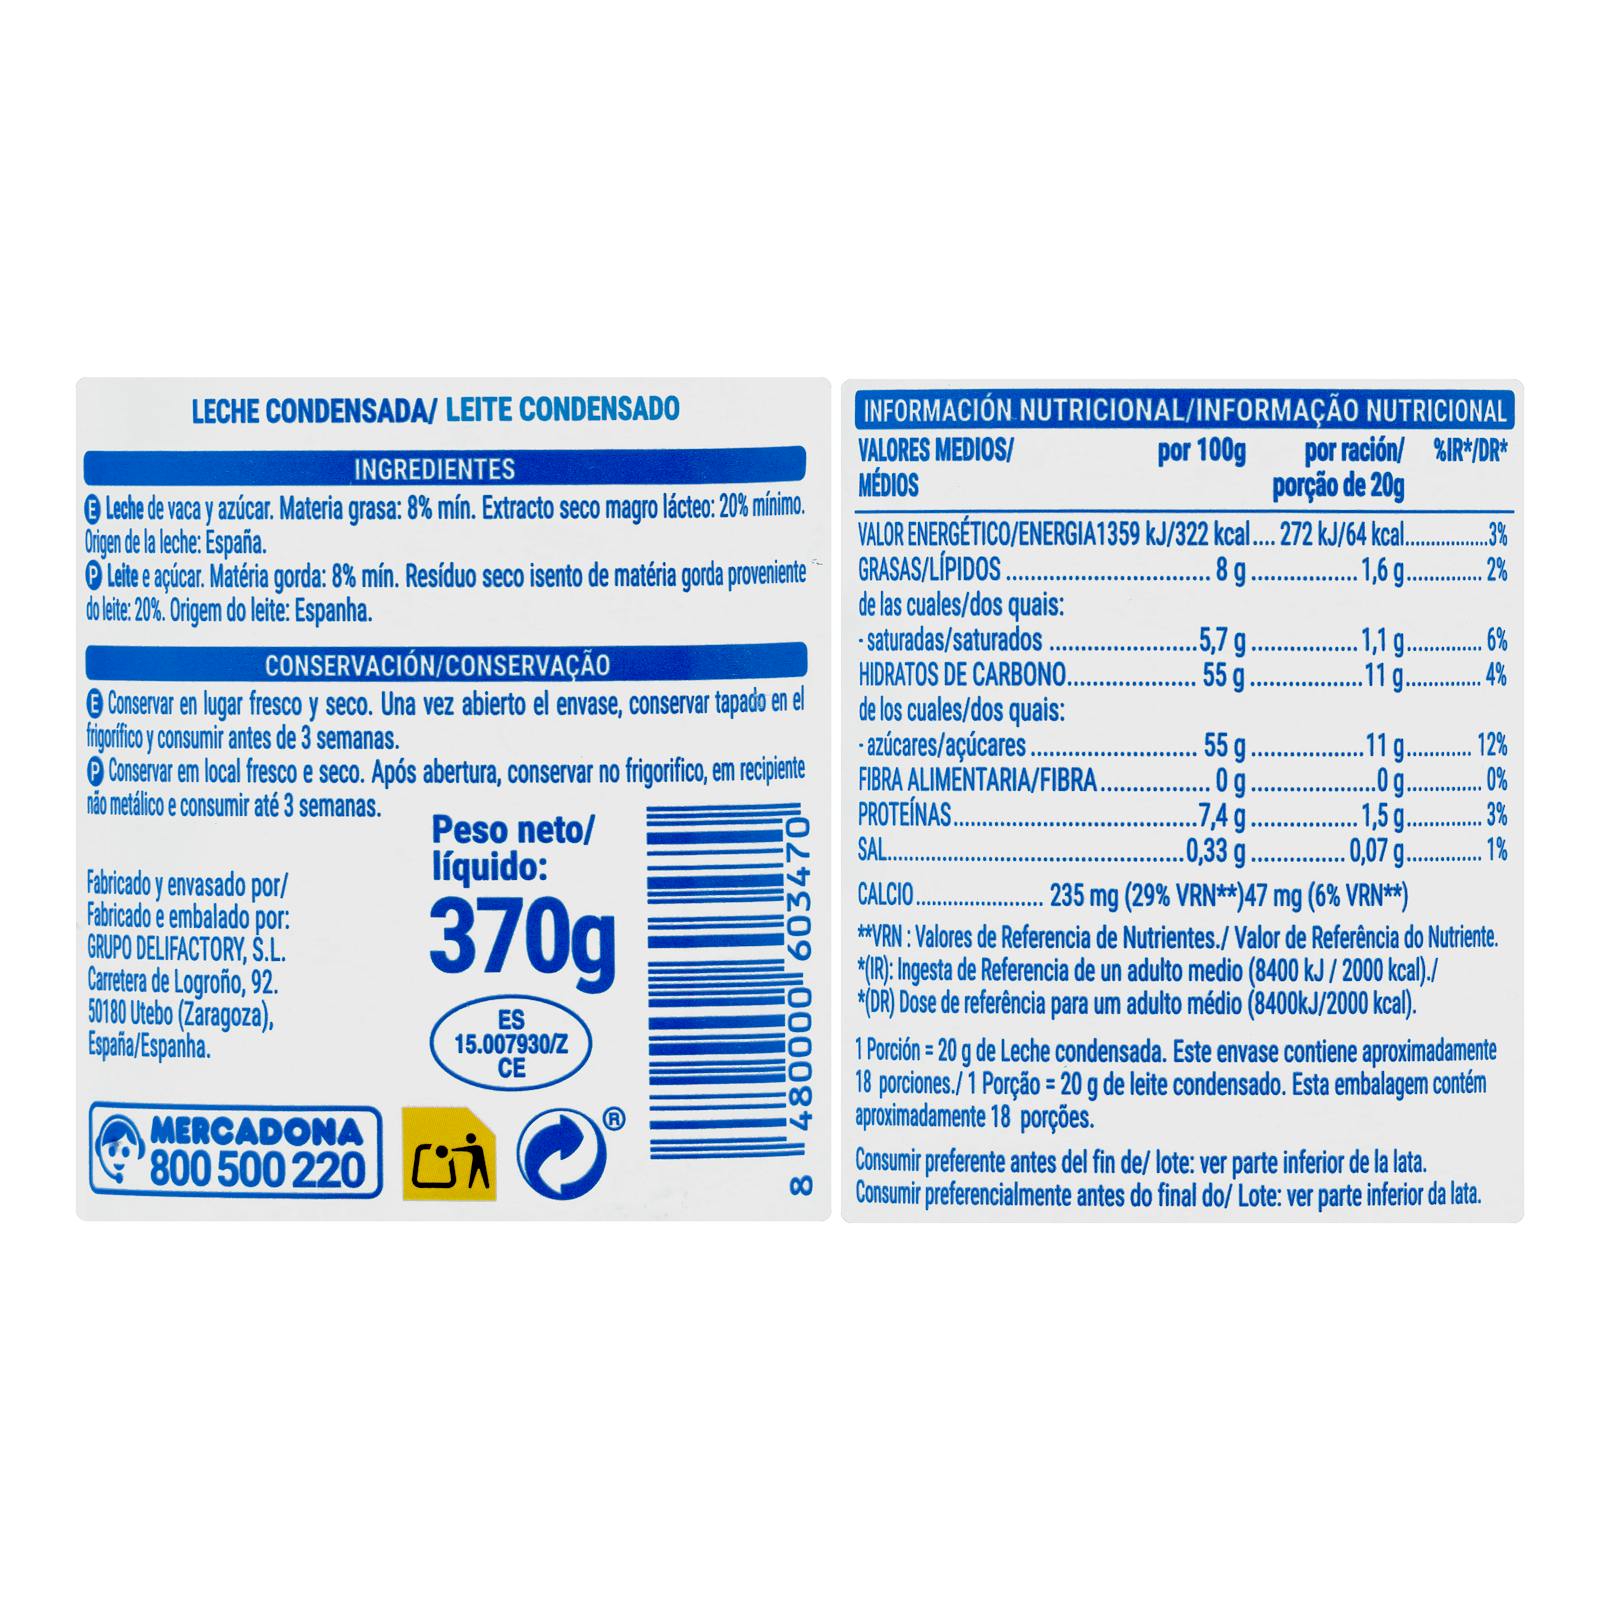 LECHE CONDENSADA/ LEITE CONDENSADO
INGREDIENTES
E Leche de vaca y azúcar. Materia grasa: 8% mín. Extracto seco magro lácteo: 20% mínimo.
Origen de la leche: España.
P Leite e açúcar. Matéria gorda: 8% mín. Resíduo seco isento de matéria gorda proveniente
do leite: 20%. Origem do leite: Espanha.
CONSERVACIÓN/CONSERVAÇÃO
E Conservar en lugar fresco y seco. Una vez abierto el envase, conservar tapado en el
frigorífico y consumir antes de 3 semanas.
P Conservar em local fresco e seco. Após abertura, conservar no frigorifico, em recipiente
não metálico e consumir até 3 semanas.
Peso neto/
líquido:
370g
Fabricado y envasado por/
Fabricado e embalado por:
GRUPO DELIFACTORY, S.L.
Carretera de Logroño, 92.
50180 Utebo (Zaragoza),
España/Espanha.
ES
15.007930/Z
CE
MERCADONA
800 500 220
®
8 480000 603470
INFORMACIÓN NUTRICIONAL/INFORMAÇÃO NUTRICIONAL
VALORES MEDIOS/ por 100g por ración/ %IR*/DR*
MÉDIOS porção de 20g
VALOR ENERGÉTICO/ENERGIA1359 kJ/322 kcal.... 272 kJ/64 kcal................3%
GRASAS/LÍPIDOS ............................... 8 g ................ 1,6 g.............. 2%
de las cuales/dos quais:
- saturadas/saturados ......................5,7 g ................ 1,1 g.............. 6%
HIDRATOS DE CARBONO.................... 55 g .................11 g.............. 4%
de los cuales/dos quais:
- azúcares/açúcares ......................... 55 g .................11 g............ 12%
FIBRA ALIMENTARIA/FIBRA ................ 0 g ...................0 g.............. 0%
PROTEÍNAS.....................................7,4 g ................ 1,5 g.............. 3%
SAL.............................................0,33 g .............. 0,07 g.............. 1%
CALCIO...................... 235 mg (29% VRN**)47 mg (6% VRN**)
**VRN : Valores de Referencia de Nutrientes./ Valor de Referência do Nutriente.
*(IR): Ingesta de Referencia de un adulto medio (8400 kJ / 2000 kcal)./
*(DR) Dose de referência para um adulto médio (8400kJ/2000 kcal).
1 Porción = 20 g de Leche condensada. Este envase contiene aproximadamente
18 porciones./ 1 Porção = 20 g de leite condensado. Esta embalagem contém
aproximadamente 18 porções.
Consumir preferente antes del fin de/ lote: ver parte inferior de la lata.
Consumir preferencialmente antes do final do/ Lote: ver parte inferior da lata.